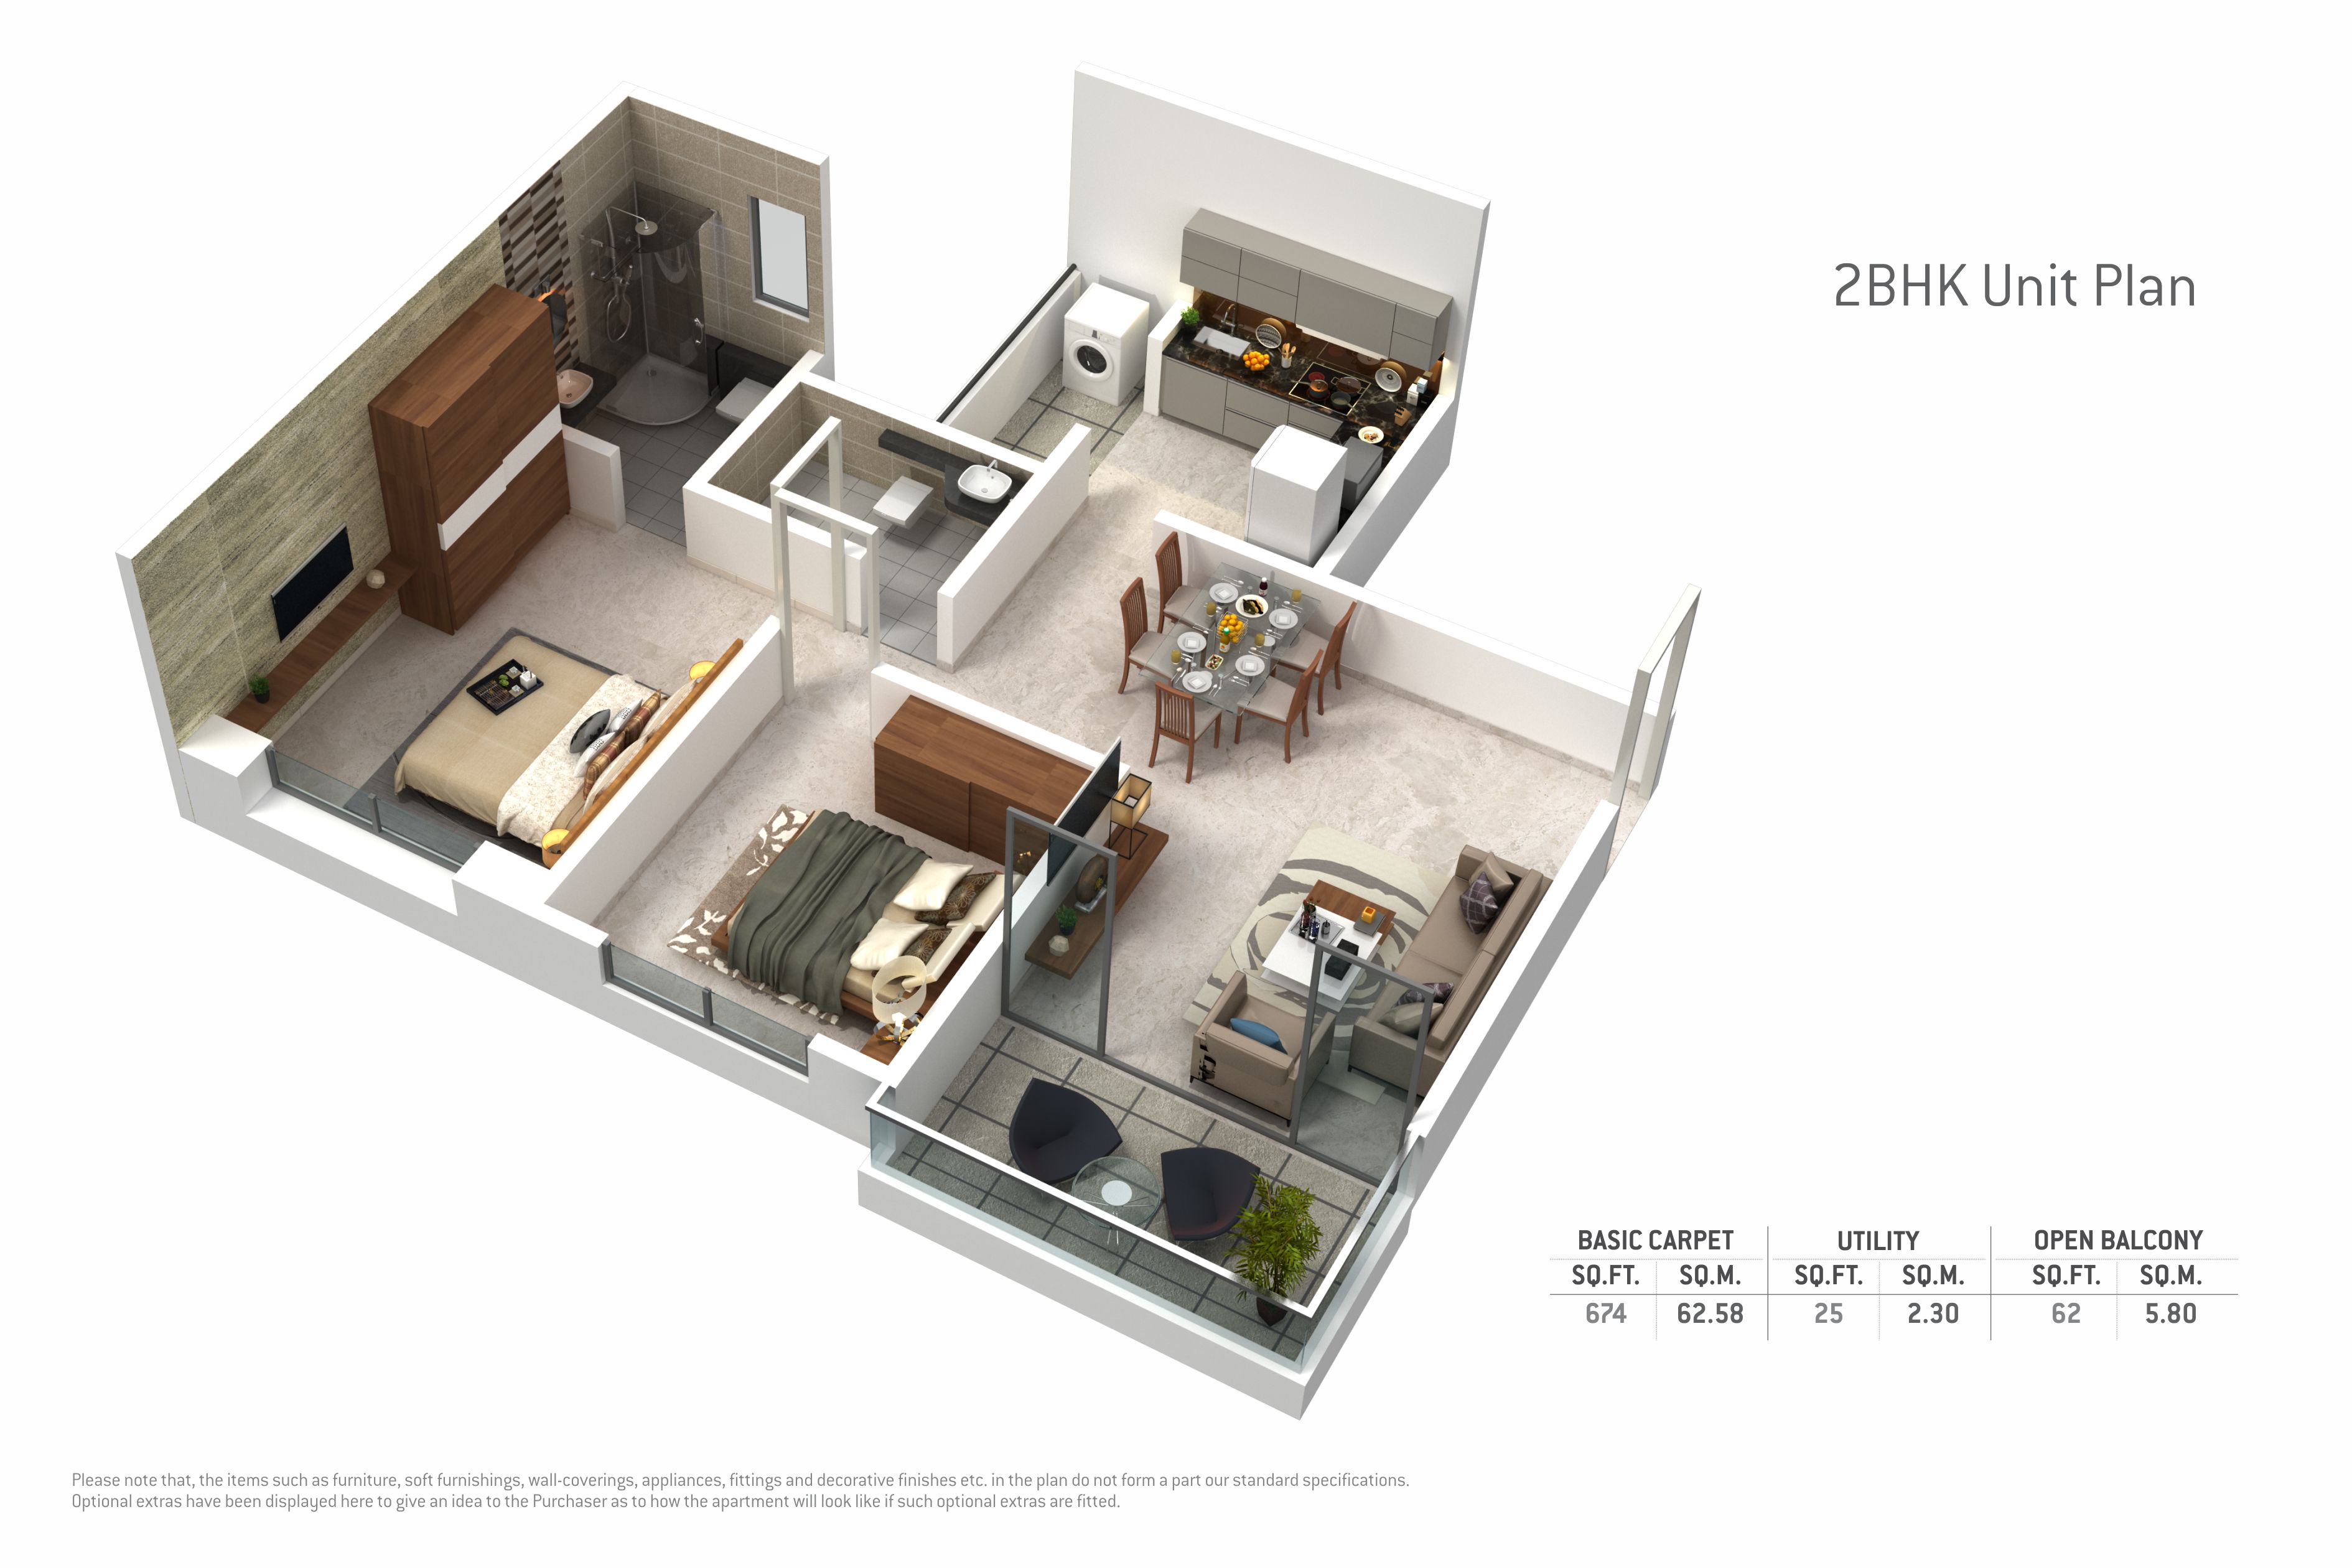 2BHK Unit Plan
BASIC CARPET UTILITY OPEN BALCONY
SQ.FT. SQ.M. SQ.FT. SQ.M. SQ.FT. SQ.M.
674 62.58 25 2.30 62 5.80
Please note that, the items such as furniture, soft furnishings, wall-coverings, appliances, fittings and decorative finishes etc. in the plan do not form a part our standard specifications.
Optional extras have been displayed here to give an idea to the Purchaser as to how the apartment will look like if such optional extras are fitted.